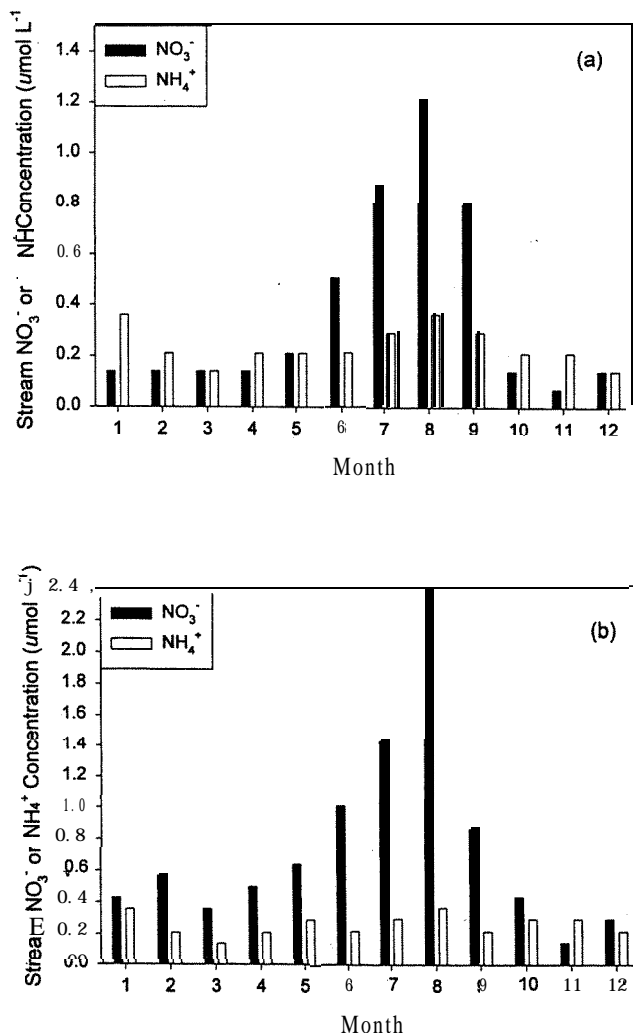 Stream NO₃⁻ or ' NH Concentration (umol L⁻¹
1.4
1.2
1.0
0.8
0.6
0.4
0.2
0.0
NO₃⁻
NH₄⁺
(a)
1 2 3 4 5 6 7 8 9 10 11 12
Month
Stream NO₃⁻ or NH₄⁺ Concentration (umol
2.4
2.2
2.0
1.8
1.6
1.4
1.2
1.0
0.8
0.6
0.4
0.2
NO₃⁻
NH₄⁺
(b)
1 2 3 4 5 6 7 8 9 10 11 12
Month